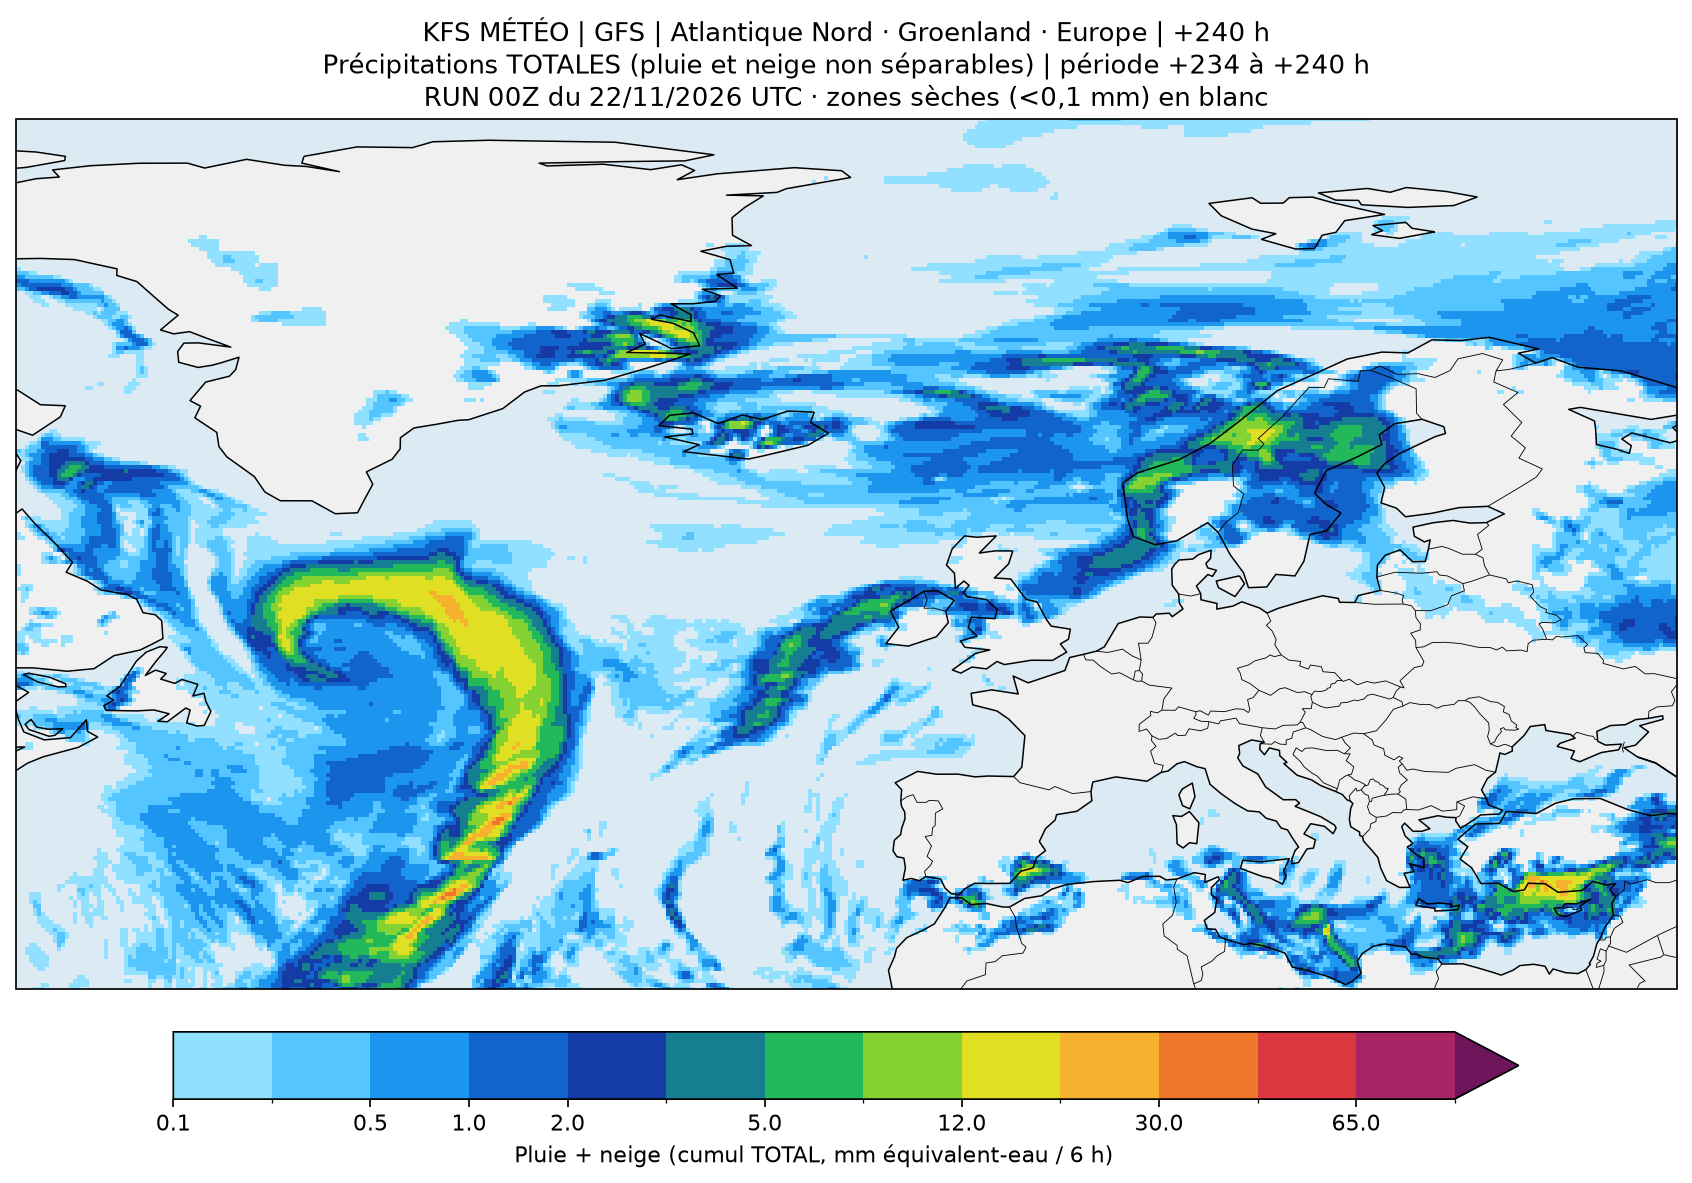 KFS MÉTÉO | GFS | Atlantique Nord · Groenland · Europe | +240 h
Précipitations TOTALES (pluie et neige non séparables) | période +234 à +240 h
RUN 00Z du 22/11/2026 UTC · zones sèches (<0,1 mm) en blanc
0.1 0.5 1.0 2.0 5.0 12.0 30.0 65.0
Pluie + neige (cumul TOTAL, mm équivalent-eau / 6 h)